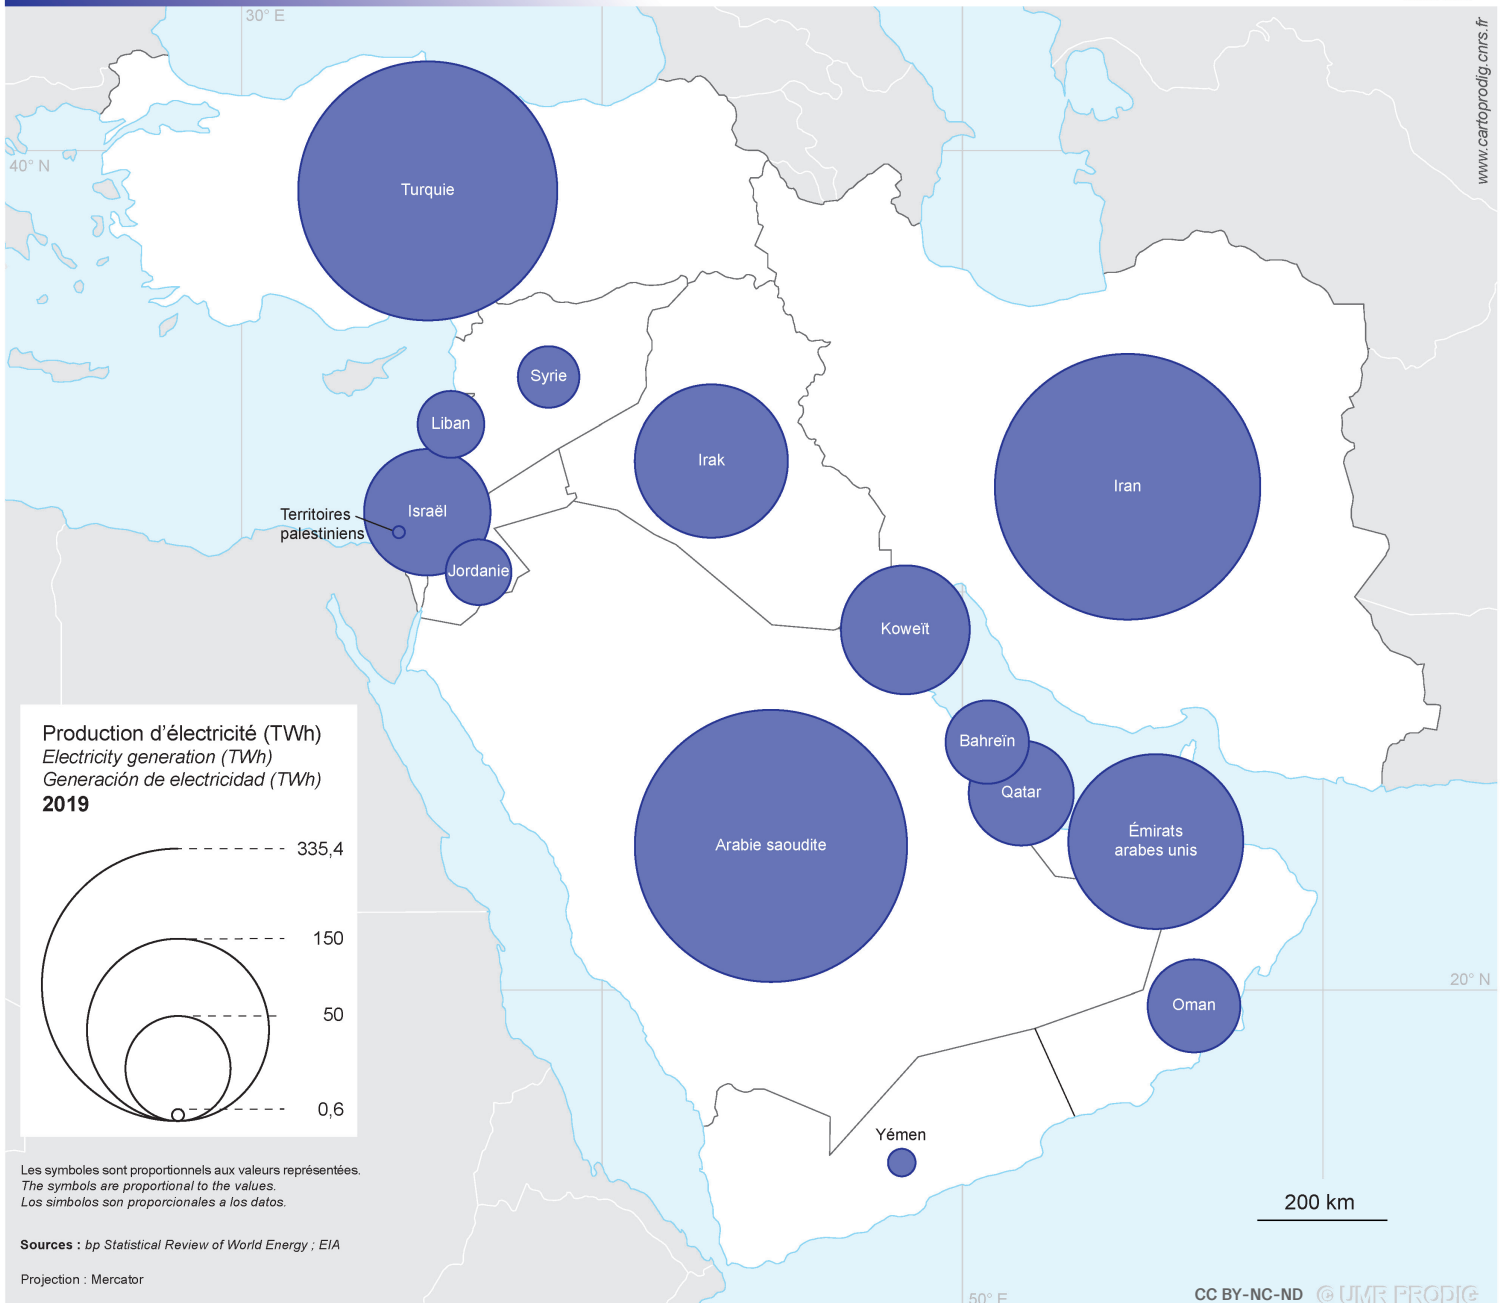 30° E
www.cartoprodig.cnrs.fr
40° N
Turquie
Syrie
Liban
Irak
Iran
Israël
Territoires
palestiniens
Jordanie
Koweït
Bahreïn
Qatar
Émirats
arabes unis
Arabie saoudite
Oman
20° N
Yémen
Production d'électricité (TWh)
Electricity generation (TWh)
Generación de electricidad (TWh)
2019
335,4
150
50
0,6
Les symboles sont proportionnels aux valeurs représentées.
The symbols are proportional to the values.
Los símbolos son proporcionales a los datos.
Sources : bp Statistical Review of World Energy ; EIA
Projection : Mercator
200 km
50° E
CC BY-NC-ND © UMR PRODIG